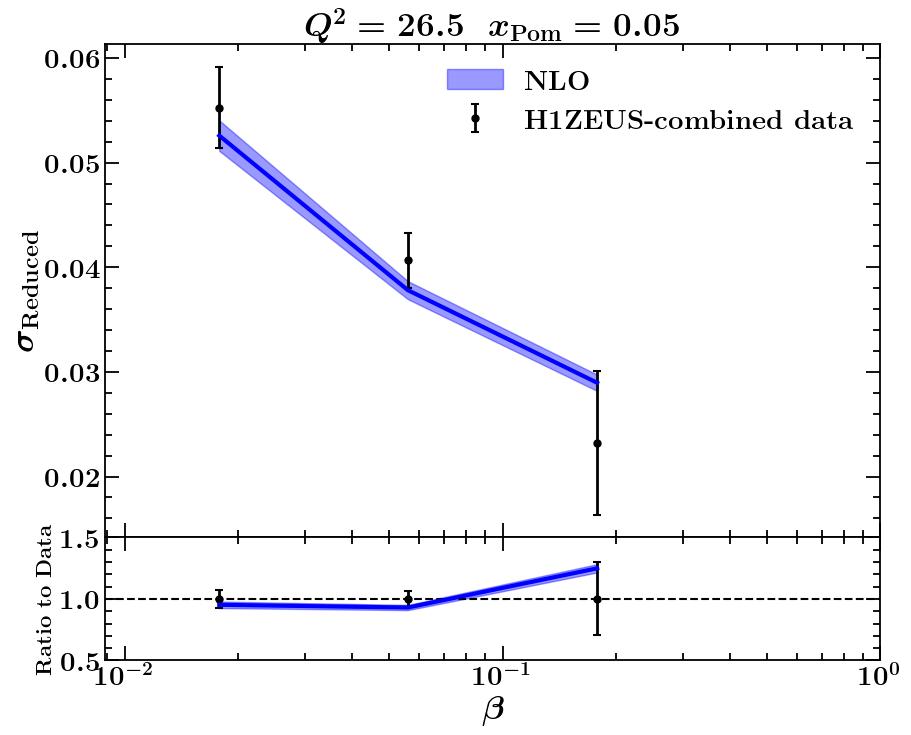 Q² = 26.5 x_Pom = 0.05
NLO
H1ZEUS-combined data
0.06
0.05
0.04
0.03
0.02
σ_Reduced
1.5
1.0
0.5
Ratio to Data
10⁻² 10⁻¹ 10⁰
β